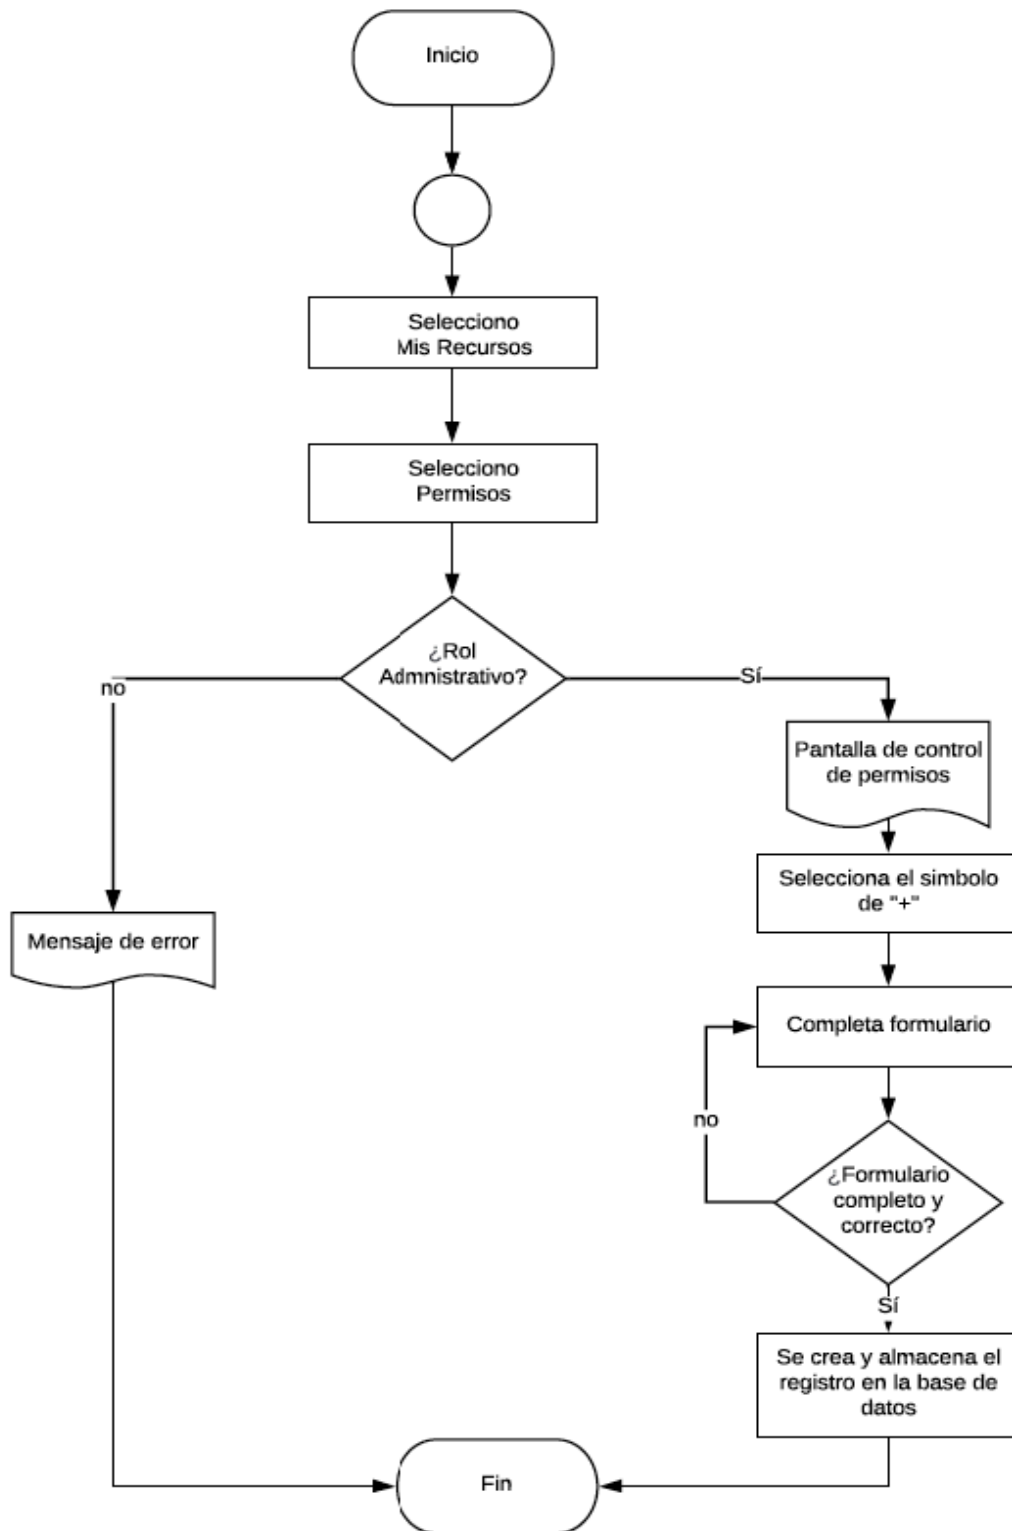 Inicio
Selecciono
Mis Recursos
Selecciono
Permisos
¿Rol
Admnistrativo?
no
Sí
Pantalla de control
de permisos
Selecciona el simbolo
de "+"
Mensaje de error
Completa formulario
no
¿Formulario
completo y
correcto?
Sí
Se crea y almacena el
registro en la base de
datos
Fin